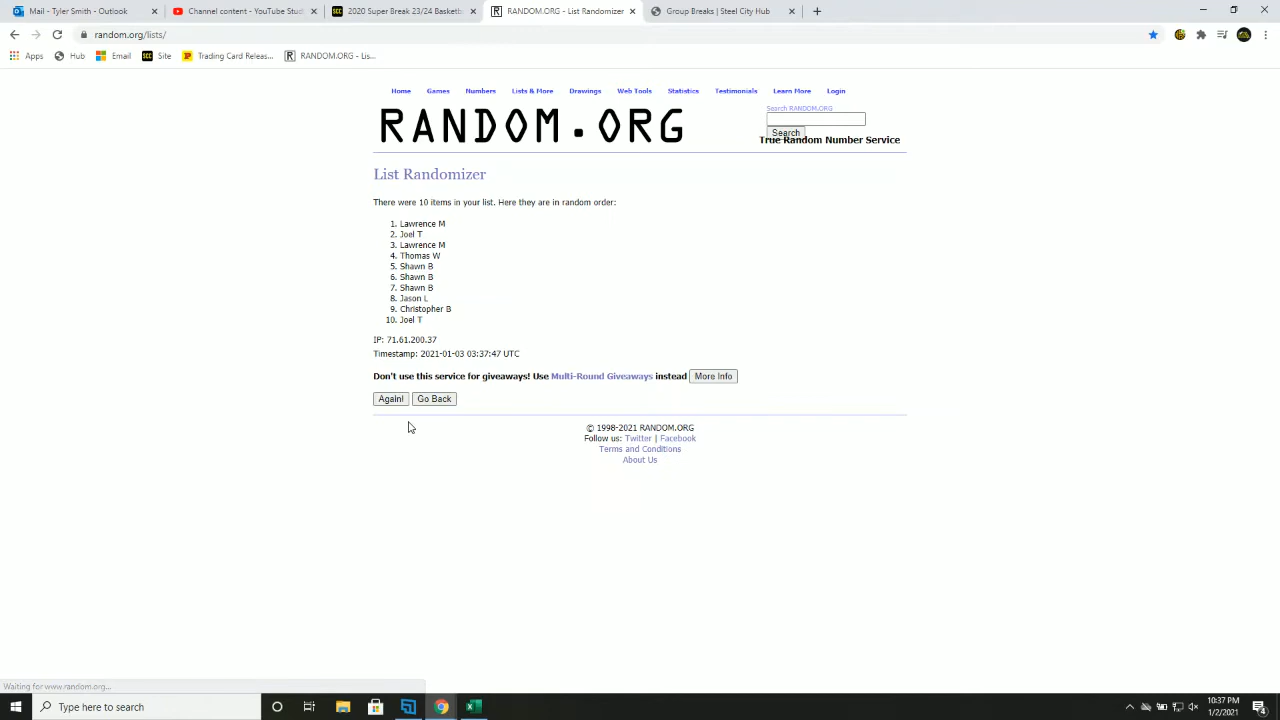 Mail - Tyler Smith - Outlook
Channel content - YouTube Stud
2020 Super Break 23/24 Basketb
RANDOM.ORG - List Randomizer
Group Breaks | Steel City Collect
random.org/lists/
Apps
Hub
Email
Site
Trading Card Releas...
RANDOM.ORG - Lis...
Home
Games
Numbers
Lists & More
Drawings
Web Tools
Statistics
Testimonials
Learn More
Login
RANDOM.ORG
Search RANDOM.ORG
Search
True Random Number Service
List Randomizer
There were 10 items in your list. Here they are in random order:
1. Lawrence M
2. Joel T
3. Lawrence M
4. Thomas W
5. Shawn B
6. Shawn B
7. Shawn B
8. Jason L
9. Christopher B
10. Joel T
IP: 71.61.200.37
Timestamp: 2021-01-03 03:37:47 UTC
Don't use this service for giveaways! Use Multi-Round Giveaways instead More Info
Again! Go Back
© 1998-2021 RANDOM.ORG
Follow us: Twitter | Facebook
Terms and Conditions
About Us
Waiting for www.random.org...
Type here to search
10:37 PM
1/2/2021
4